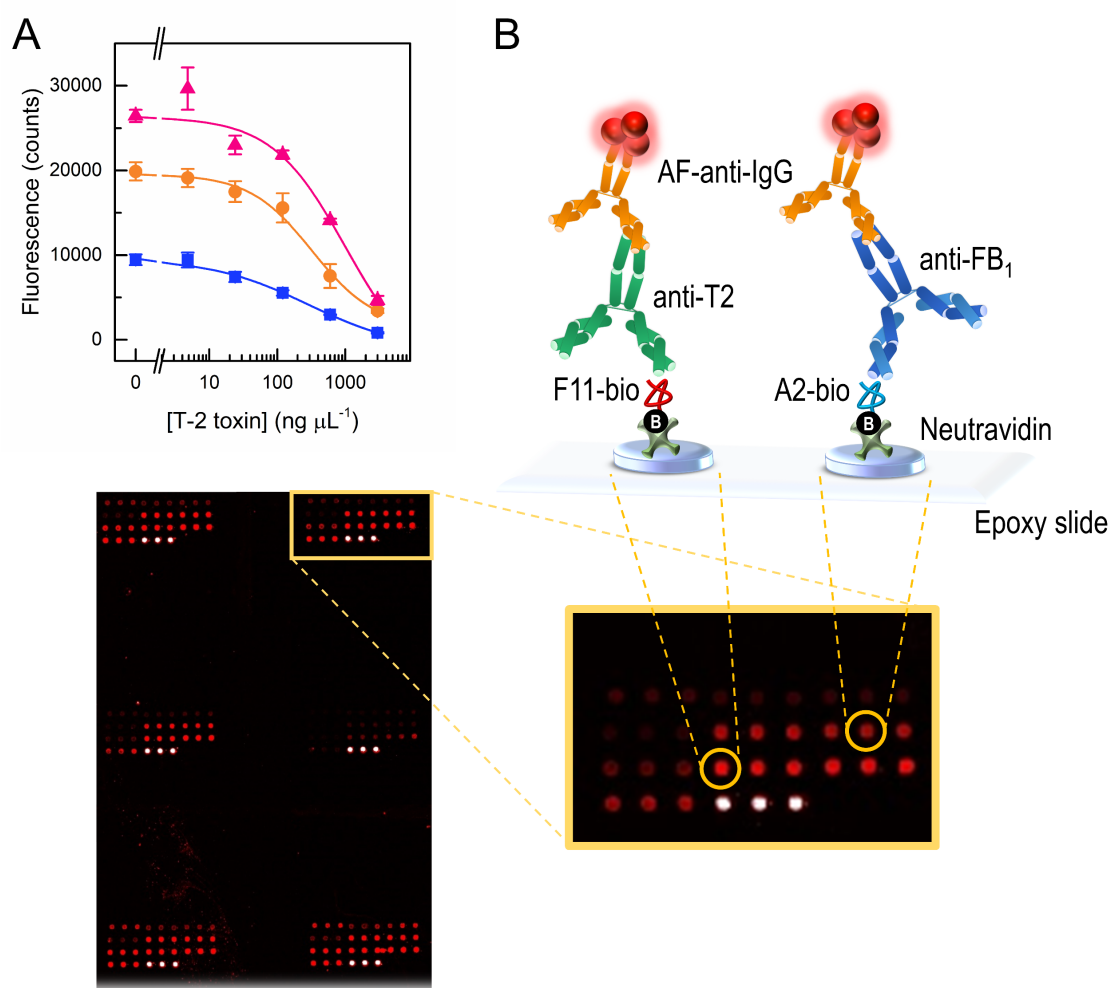 A
B
30000
20000
10000
0
Fluorescence (counts)
0 10 100 1000
[T-2 toxin] (ng μL⁻¹)
AF-anti-IgG
anti-FB₁
anti-T2
F11-bio
A2-bio
B
B
Neutravidin
Epoxy slide